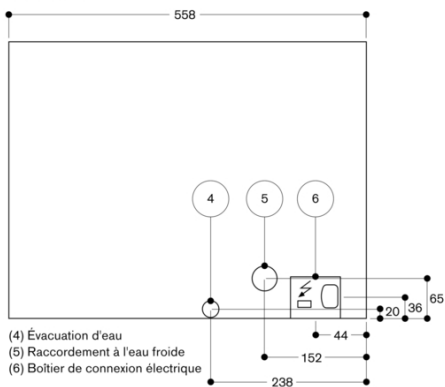 558
4 5 6
65
36
20
44
152
238
(4) Évacuation d'eau
(5) Raccordement à l'eau froide
(6) Boîtier de connexion électrique